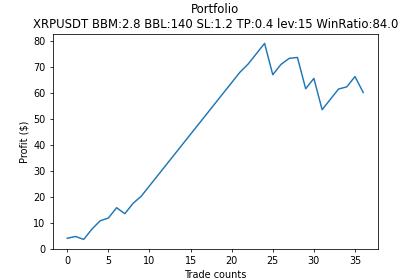 Portfolio
XRPUSDT BBM:2.8 BBL:140 SL:1.2 TP:0.4 lev:15 WinRatio:84.0
80
70
60
50
40
30
20
10
0
Profit ($)
0 5 10 15 20 25 30 35
Trade counts